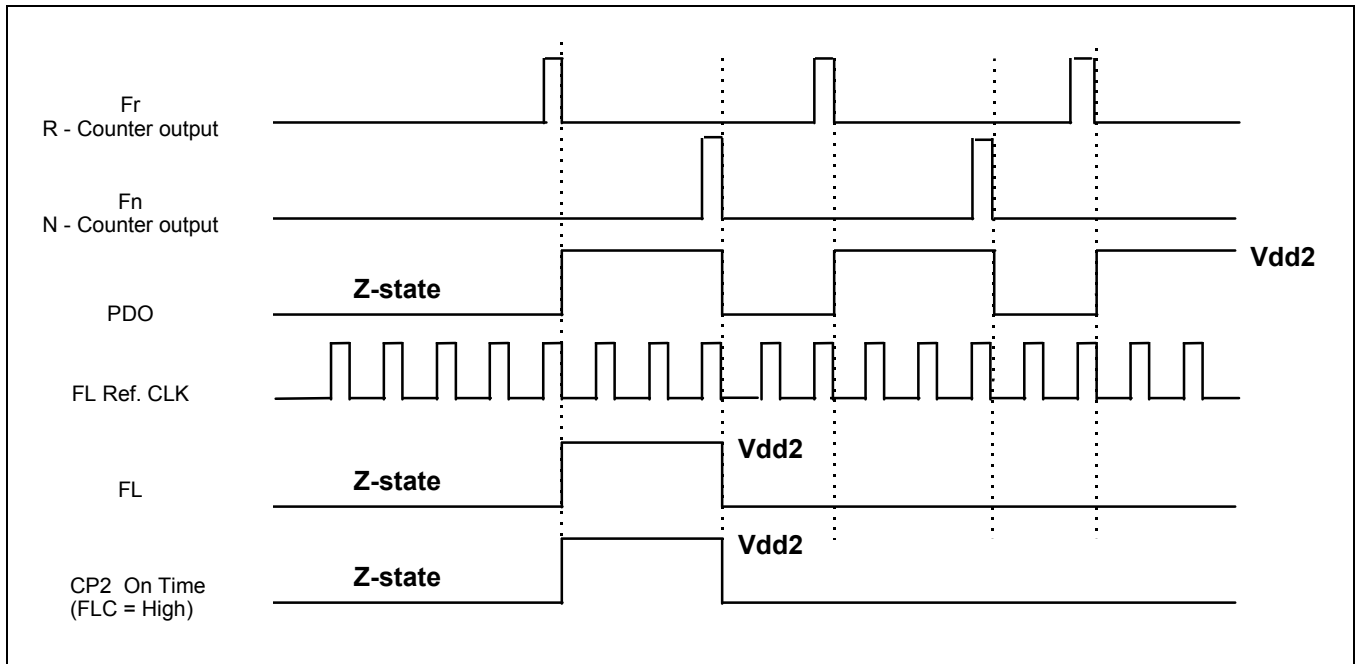 Fr
R - Counter output
Fn
N - Counter output
Vdd2
Z-state
PDO
FL Ref. CLK
Vdd2
Z-state
FL
Vdd2
Z-state
CP2 On Time
(FLC = High)